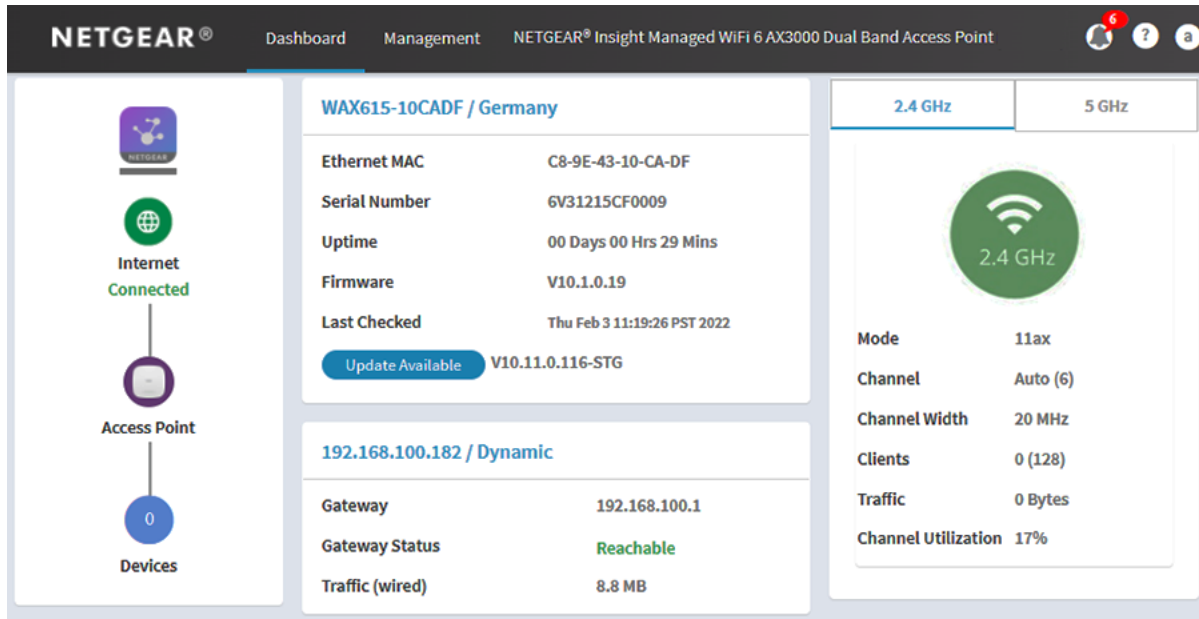 NETGEAR® Dashboard Management NETGEAR® Insight Managed WiFi 6 AX3000 Dual Band Access Point 6 ? a
NETGEAR
Internet
Connected
Access Point
0
Devices
WAX615-10CADF / Germany
Ethernet MAC C8-9E-43-10-CA-DF
Serial Number 6V31215CF0009
Uptime 00 Days 00 Hrs 29 Mins
Firmware V10.1.0.19
Last Checked Thu Feb 3 11:19:26 PST 2022
Update Available V10.11.0.116-STG
192.168.100.182 / Dynamic
Gateway 192.168.100.1
Gateway Status Reachable
Traffic (wired) 8.8 MB
2.4 GHz 5 GHz
2.4 GHz
Mode 11ax
Channel Auto (6)
Channel Width 20 MHz
Clients 0 (128)
Traffic 0 Bytes
Channel Utilization 17%